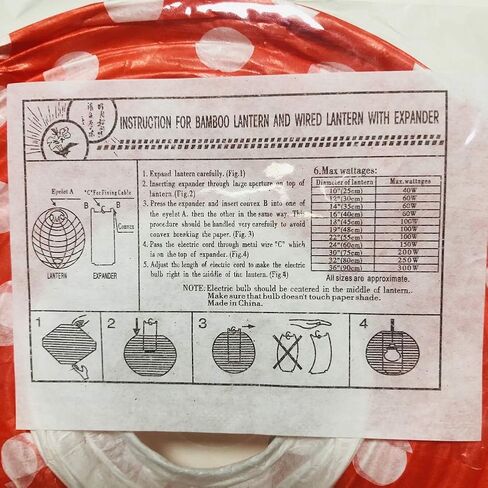 INSTRUCTION FOR BAMBOO LANTERN AND WIRED LANTERN WITH EXPANDER
Eyelet A "C"For Fixing Cable
B B
Convex
LANTERN EXPANDER
1. Expand lantern carefully. (Fig.1)
2. Inserting expander through large aperture on top of
lantern. (Fig.2)
3. Press the expander and insert convex B into one of
the eyelet A. then the other in the same way. This
procedure should be handled very carefully to avoid
convex breaking the paper. (Fig. 3)
4. Pass the electric cord through metal wire "C" which
is on the top of expander. (Fig.4)
5. Adjust the length of electric cord to make the electric
bulb right in the middle of the lantern. (Fig.4)
6.Max wattages:
Diameter of lantern Max.wattages
10"(25cm) 40W
12"(30cm) 60W
14"(35cm) 60W
16"(40cm) 60W
18"(45cm) 100W
19"(48cm) 100W
22"(55cm) 100W
24"(60cm) 150W
30"(75cm) 200W
32"(80cm) 250W
36"(90cm) 300W
All sizes are approximate.
NOTE: Electric bulb should be centered in the middle of lantern.
Make sure that bulb doesn't touch paper shade.
Made in China.
1 2 3 4